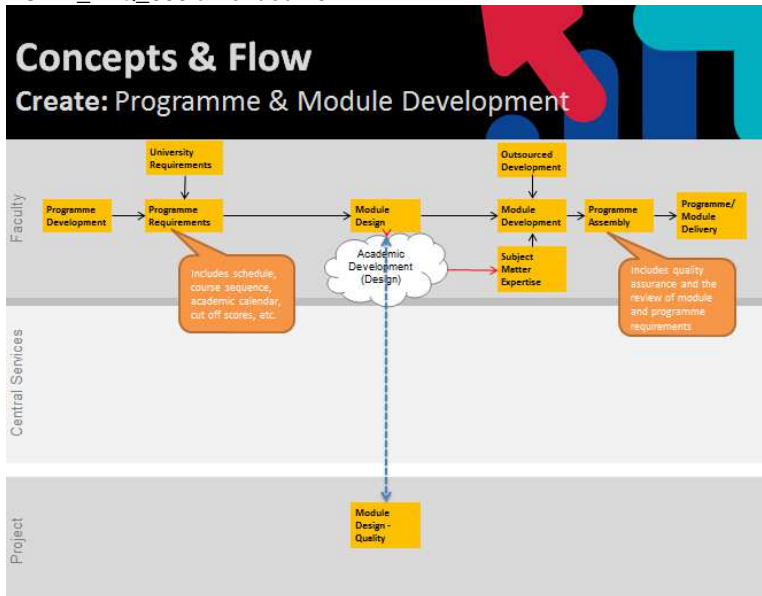 Concepts & Flow
Create: Programme & Module Development
Faculty
University
Requirements
Outsourced
Development
Programme
Development
Programme
Requirements
Module
Design
Module
Development
Programme
Assembly
Programme/
Module
Delivery
Includes schedule,
course sequence,
academic calendar,
cut off scores, etc.
Academic
Development
(Design)
Subject
Matter
Expertise
Includes quality
assurance and the
review of module
and programme
requirements
Central Services
Project
Module
Design -
Quality